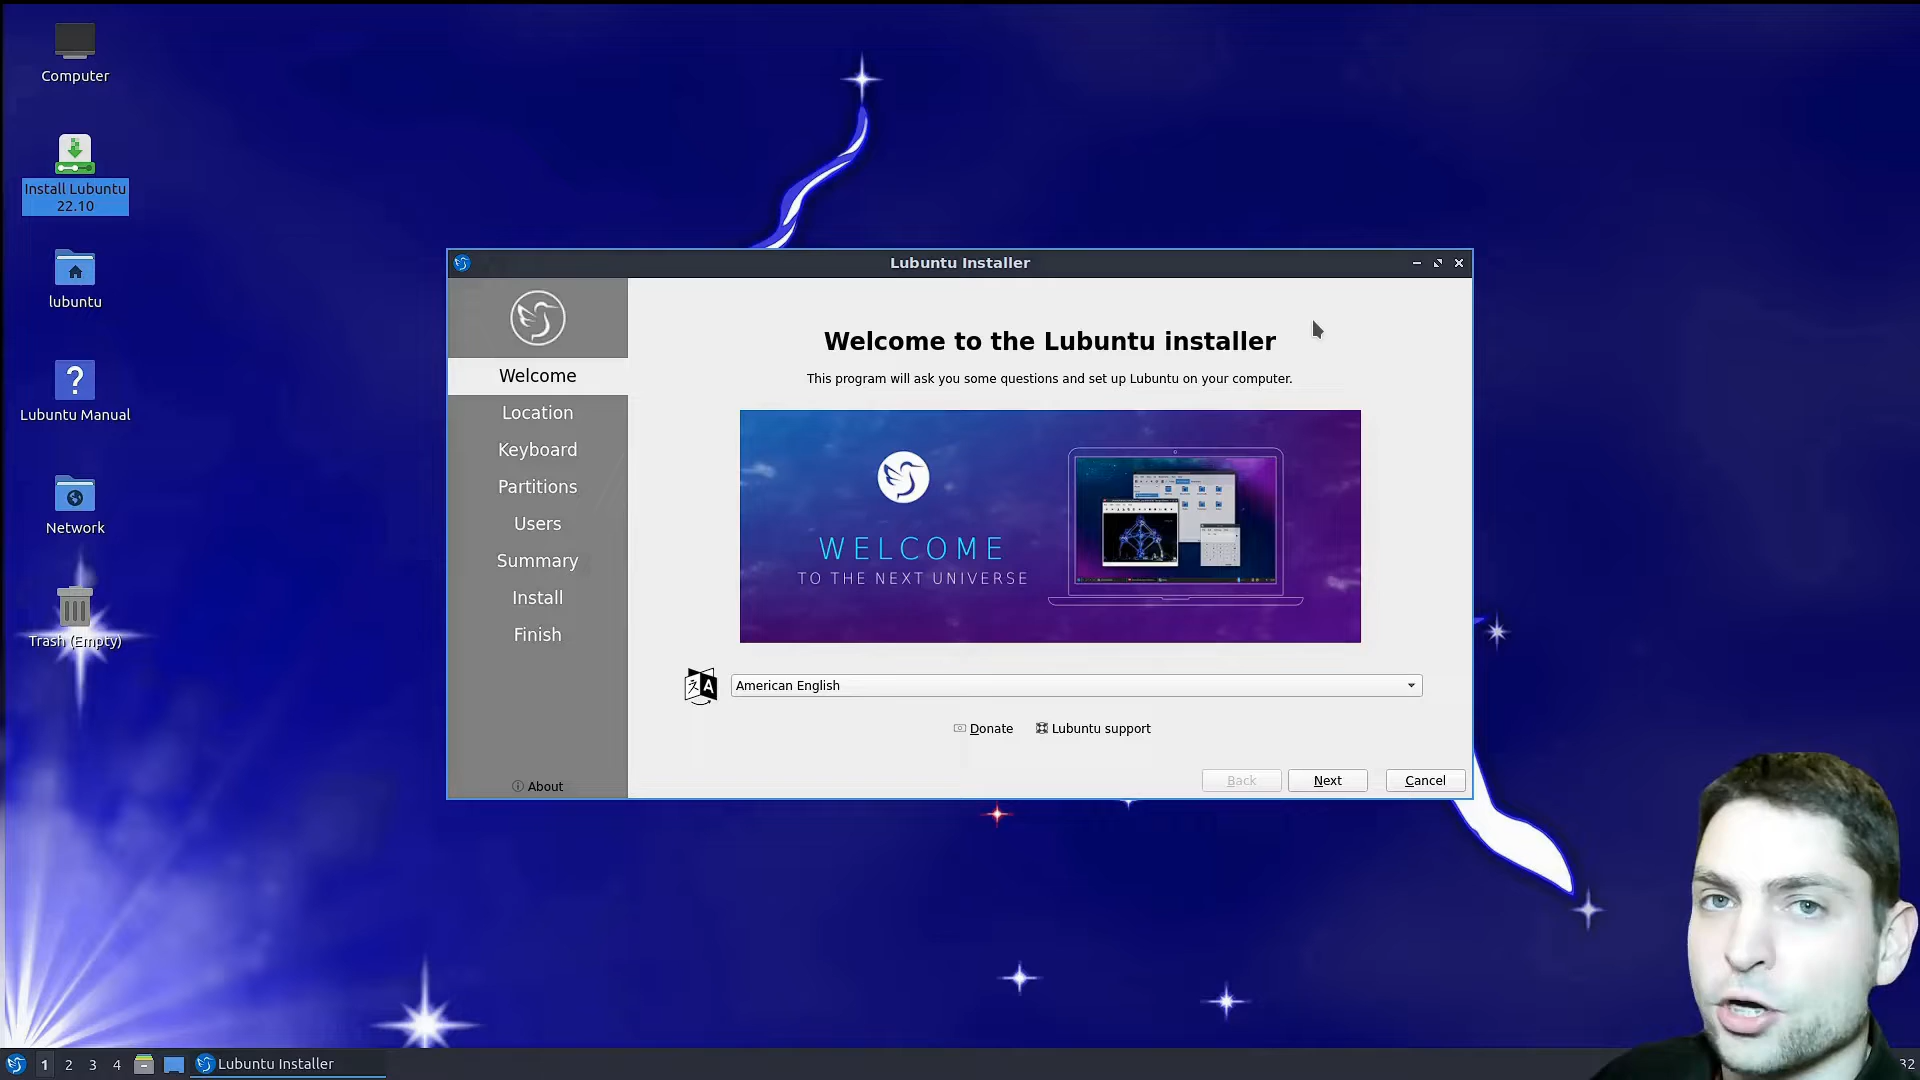 Computer
Install Lubuntu
22.10
lubuntu
Lubuntu Manual
Network
Trash (Empty)
Lubuntu Installer
Welcome
Location
Keyboard
Partitions
Users
Summary
Install
Finish
About
Welcome to the Lubuntu installer
This program will ask you some questions and set up Lubuntu on your computer.
WELCOME
TO THE NEXT UNIVERSE
American English
Donate
Lubuntu support
Back
Next
Cancel
1
2
3
4
Lubuntu Installer
32